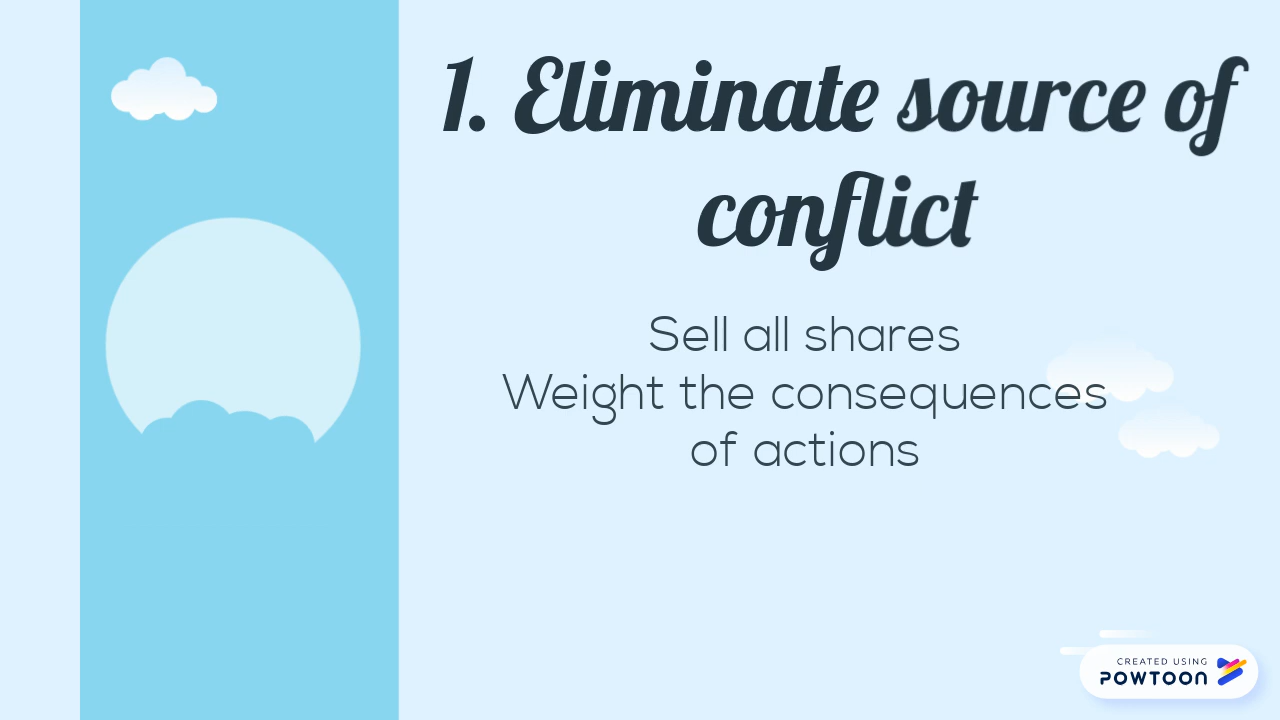 1. Eliminate source of
conflict
Sell all shares
Weight the consequences
of actions
CREATED USING
POWTOON